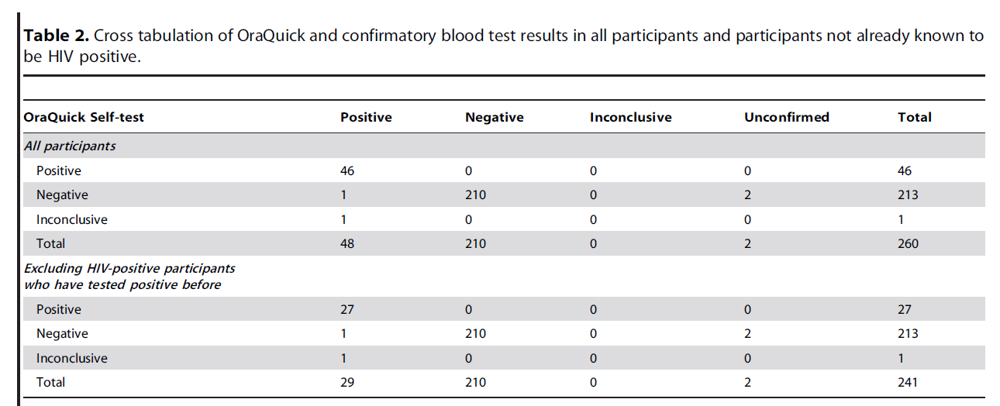 Table 2. Cross tabulation of OraQuick and confirmatory blood test results in all participants and participants not already known to
be HIV positive.
OraQuick Self-test Positive Negative Inconclusive Unconfirmed Total
All participants
Positive 46 0 0 0 46
Negative 1 210 0 2 213
Inconclusive 1 0 0 0 1
Total 48 210 0 2 260
Excluding HIV-positive participants
who have tested positive before
Positive 27 0 0 0 27
Negative 1 210 0 2 213
Inconclusive 1 0 0 0 1
Total 29 210 0 2 241